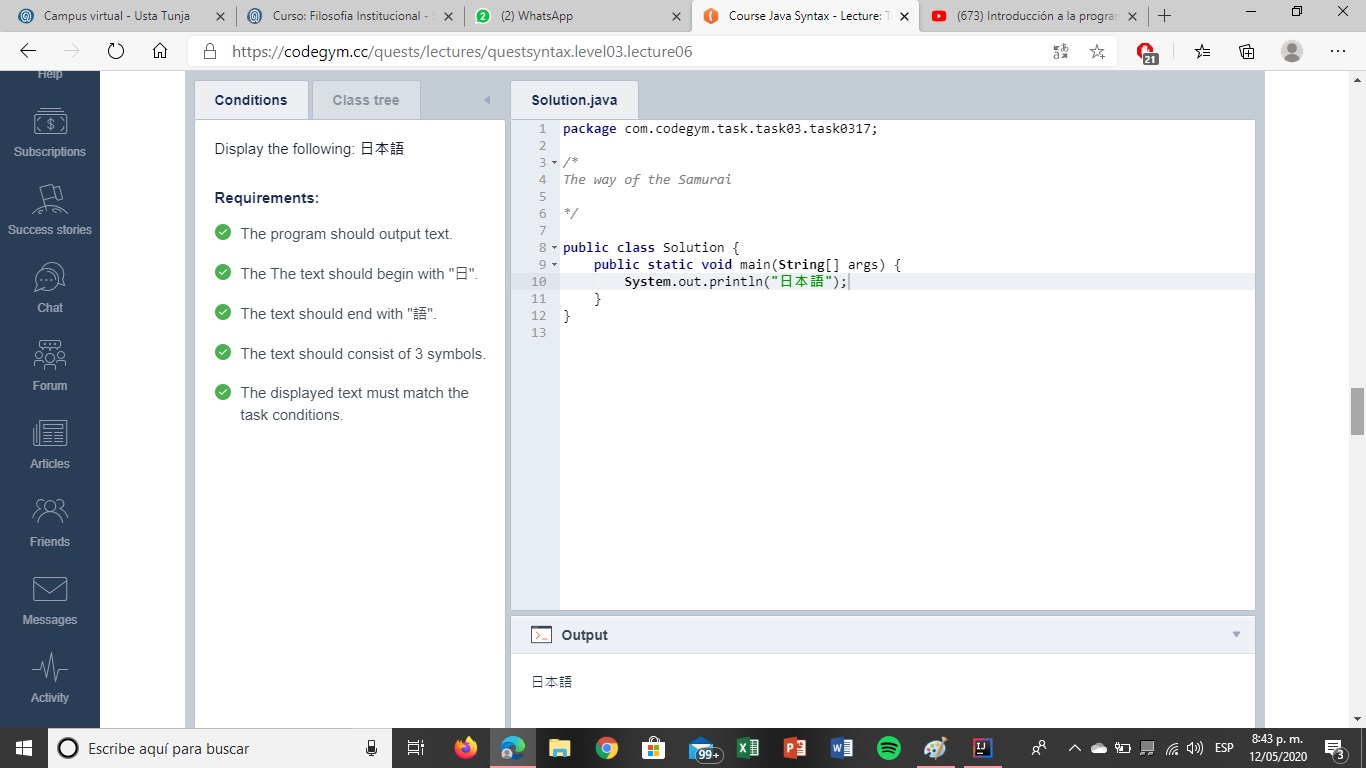 Campus virtual - Usta Tunja
Curso: Filosofia Institucional - S
(2) WhatsApp
Course Java Syntax - Lecture: T
(673) Introducción a la progra
https://codegym.cc/quests/lectures/questsyntax.level03.lecture06
21
Help
Subscriptions
Success stories
Chat
Forum
Articles
Friends
Messages
Activity
Conditions
Class tree
Display the following: 日本語
Requirements:
The program should output text.
The The text should begin with "日".
The text should end with "語".
The text should consist of 3 symbols.
The displayed text must match the
task conditions.
Solution.java
1 package com.codegym.task.task03.task0317;
2
3 /*
4 The way of the Samurai
5
6 */
7
8 public class Solution {
9 public static void main(String[] args) {
10 System.out.println("日本語");
11 }
12 }
13
Output
日本語
Escribe aquí para buscar
99+
ESP
8:43 p. m.
12/05/2020
3